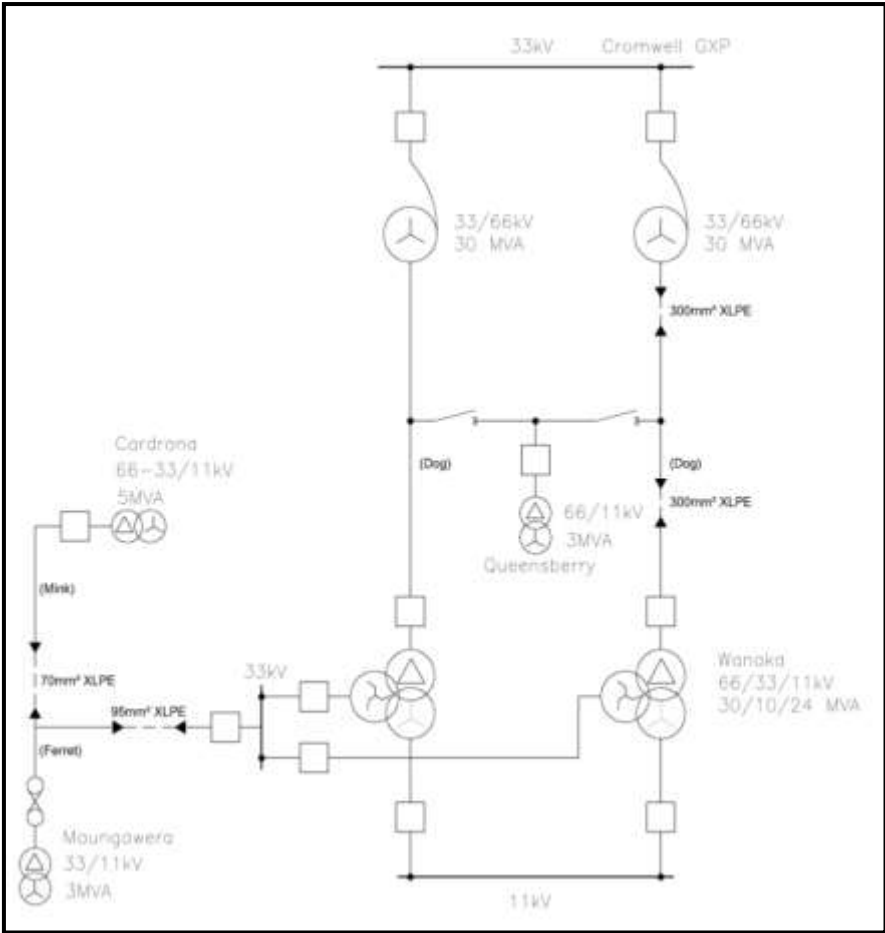 33kV Cromwell GXP
33/66kV
30 MVA
33/66kV
30 MVA
300mm² XLPE
Cardrona
66-33/11kV
5MVA
(Dog)
(Dog)
300mm² XLPE
66/11kV
3MVA
Queensberry
(Mink)
70mm² XLPE
33kV
Wanaka
66/33/11kV
30/10/24 MVA
95mm² XLPE
(Ferret)
Maungawera
33/11kV
3MVA
11kV